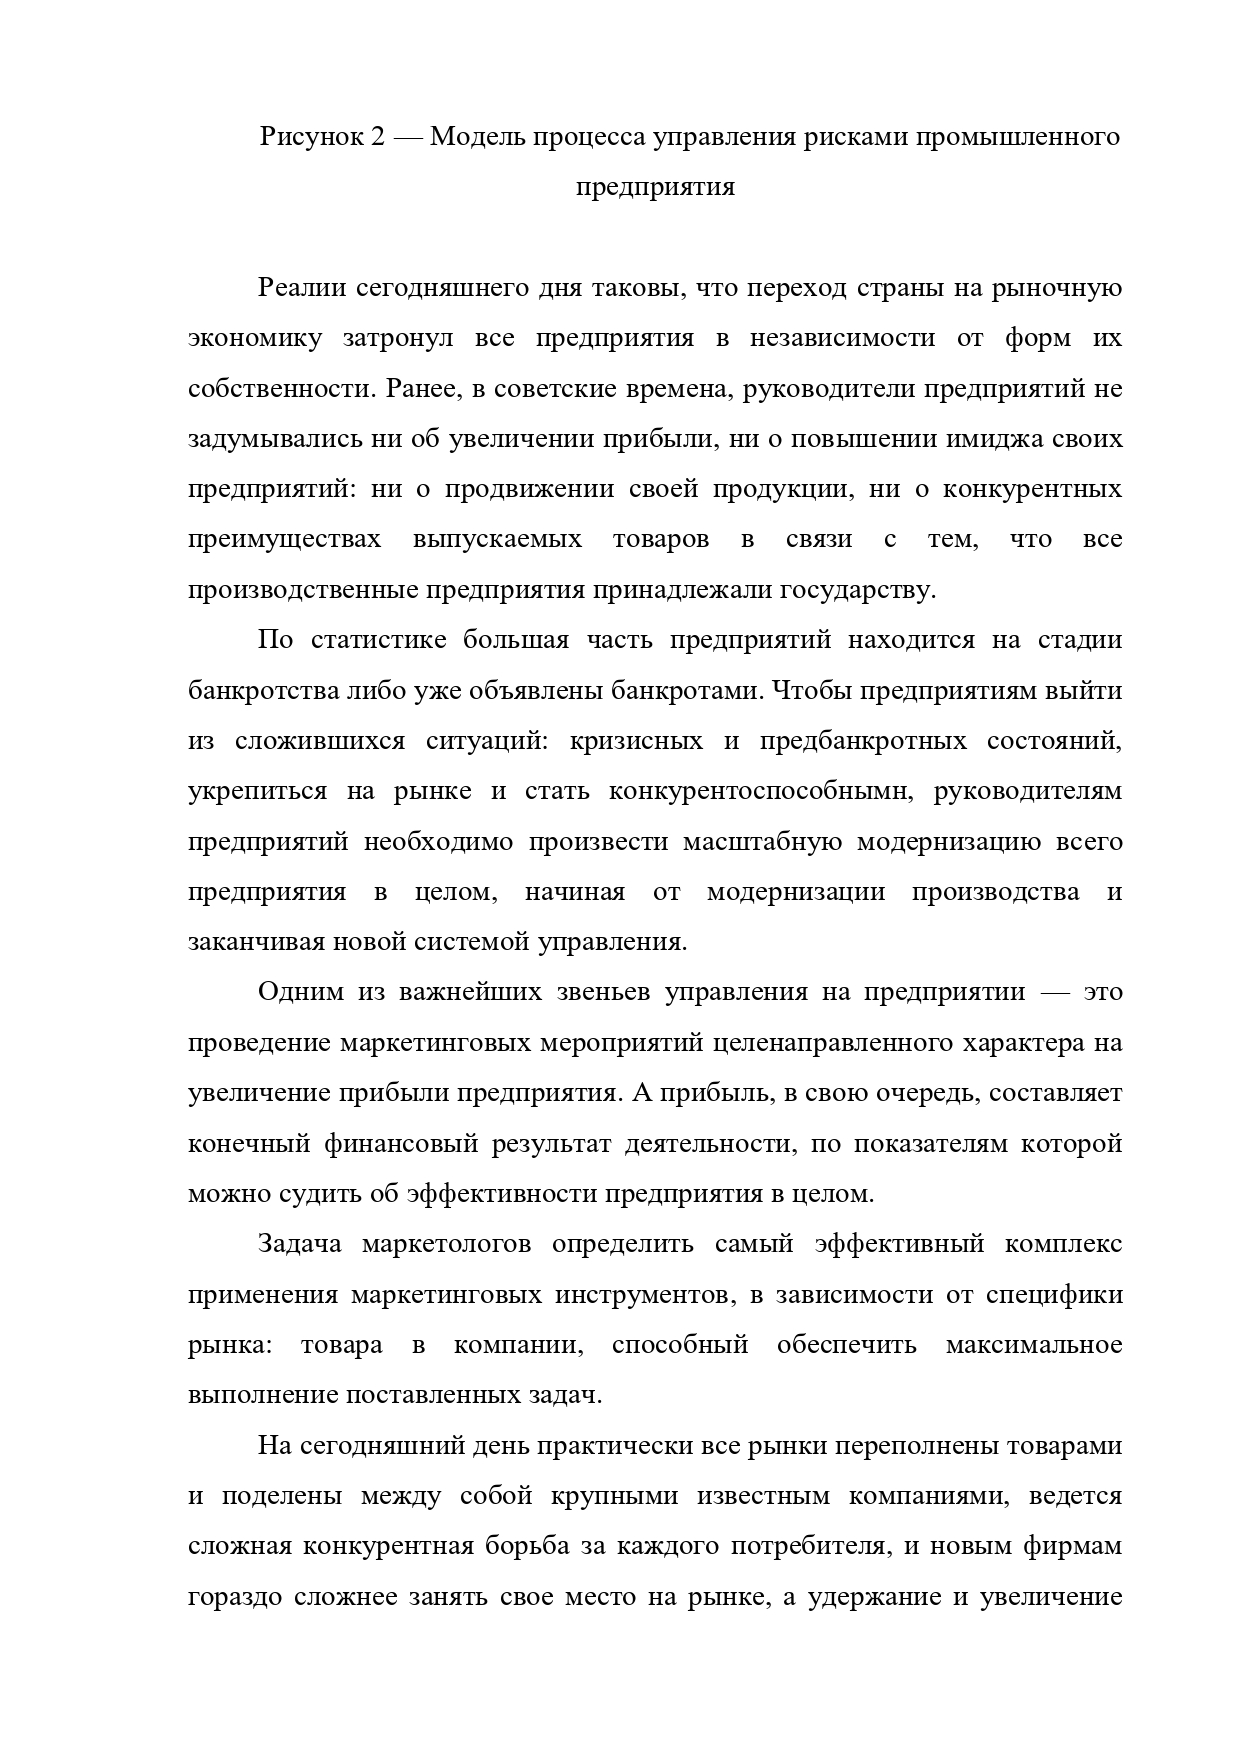 Рисунок 2 — Модель процесса управления рисками промышленного
предприятия
Реалии сегодняшнего дня таковы, что переход страны на рыночную
экономику затронул все предприятия в независимости от форм их
собственности. Ранее, в советские времена, руководители предприятий не
задумывались ни об увеличении прибыли, ни о повышении имиджа своих
предприятий: ни о продвижении своей продукции, ни о конкурентных
преимуществах выпускаемых товаров в связи с тем, что все
производственные предприятия принадлежали государству.
По статистике большая часть предприятий находится на стадии
банкротства либо уже объявлены банкротами. Чтобы предприятиям выйти
из сложившихся ситуаций: кризисных и предбанкротных состояний,
укрепиться на рынке и стать конкурентоспособнымн, руководителям
предприятий необходимо произвести масштабную модернизацию всего
предприятия в целом, начиная от модернизации производства и
заканчивая новой системой управления.
Одним из важнейших звеньев управления на предприятии — это
проведение маркетинговых мероприятий целенаправленного характера на
увеличение прибыли предприятия. А прибыль, в свою очередь, составляет
конечный финансовый результат деятельности, по показателям которой
можно судить об эффективности предприятия в целом.
Задача маркетологов определить самый эффективный комплекс
применения маркетинговых инструментов, в зависимости от специфики
рынка: товара в компании, способный обеспечить максимальное
выполнение поставленных задач.
На сегодняшний день практически все рынки переполнены товарами
и поделены между собой крупными известным компаниями, ведется
сложная конкурентная борьба за каждого потребителя, и новым фирмам
гораздо сложнее занять свое место на рынке, а удержание и увеличение